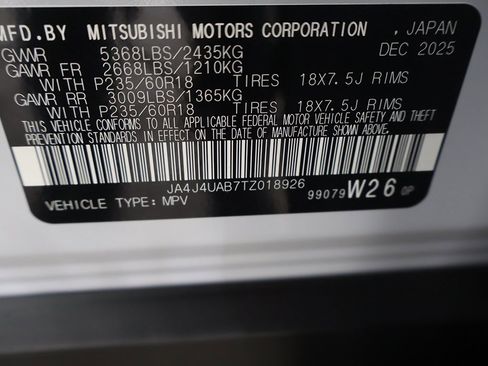 MFD.BY MITSUBISHI MOTORS CORPORATION , JAPAN
GVWR 5368LBS/2435KG DEC 2025
GAWR FR 2668LBS/1210KG
WITH P235/60R18 TIRES 18X7.5J RIMS
GAWR RR 3009LBS/1365KG
WITH P235/60R18 TIRES 18X7.5J RIMS
THIS VEHICLE CONFORMS TO ALL APPLICABLE FEDERAL MOTOR VEHICLE SAFETY, BUMPER AND THEFT
PREVENTION STANDARDS IN EFFECT ON THE DATE OF MANUFACTURE SHOWN ABOVE.
JA4J4UAB7TZ018926
VEHICLE TYPE: MPV 99079 W26 OP